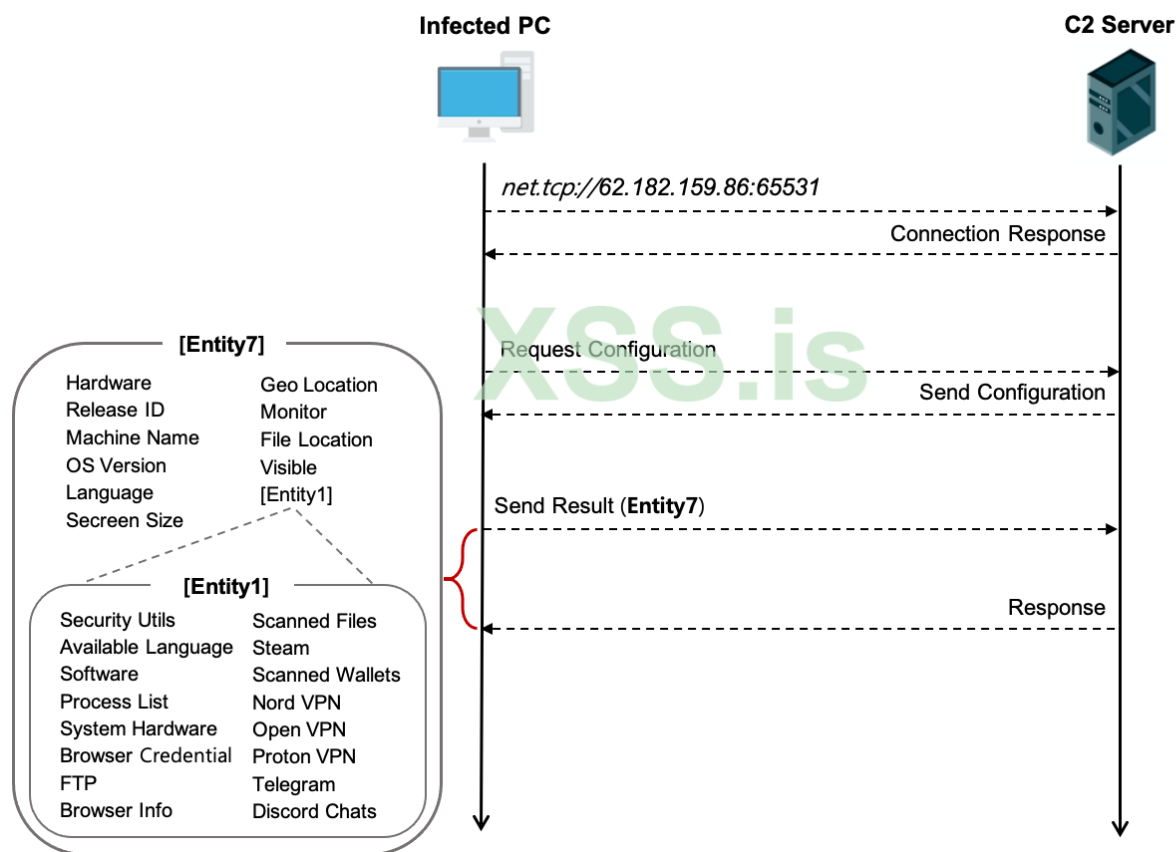 Infected PC
C2 Server
net.tcp://62.182.159.86:65531
Connection Response
XSS.is
Request Configuration
Send Configuration
[Entity7]
Hardware
Release ID
Machine Name
OS Version
Language
Secreen Size
Geo Location
Monitor
File Location
Visible
[Entity1]
Send Result (Entity7)
Response
[Entity1]
Security Utils
Available Language
Software
Process List
System Hardware
Browser Credential
FTP
Browser Info
Scanned Files
Steam
Scanned Wallets
Nord VPN
Open VPN
Proton VPN
Telegram
Discord Chats